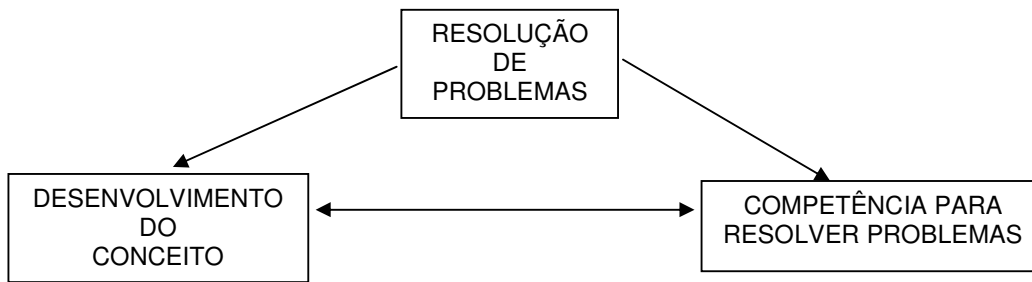 RESOLUÇÃO
DE
PROBLEMAS
DESENVOLVIMENTO
DO
CONCEITO
COMPETÊNCIA PARA
RESOLVER PROBLEMAS